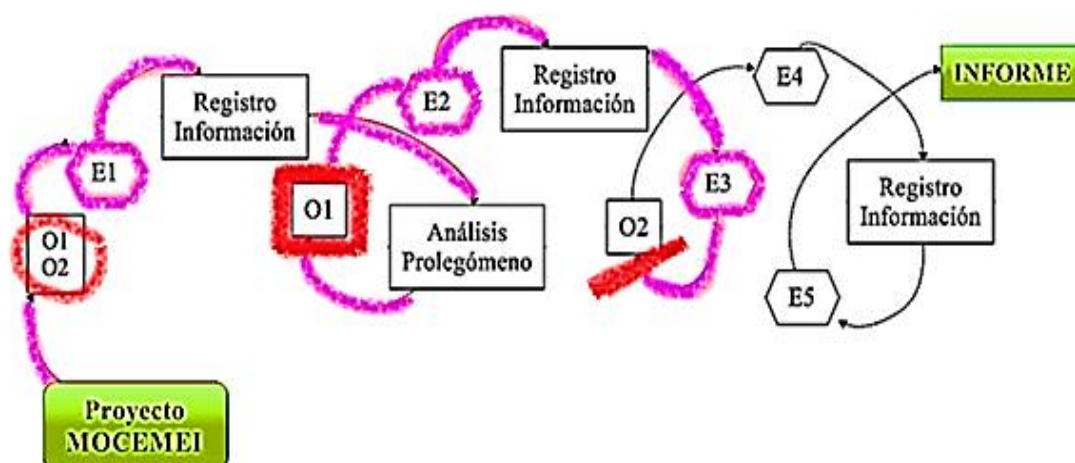 Proyecto
MOCEMEI
O1
O2
E1
Registro
Información
Análisis
Prolegómeno
O1
E2
Registro
Información
E3
O2
E4
Registro
Información
E5
INFORME